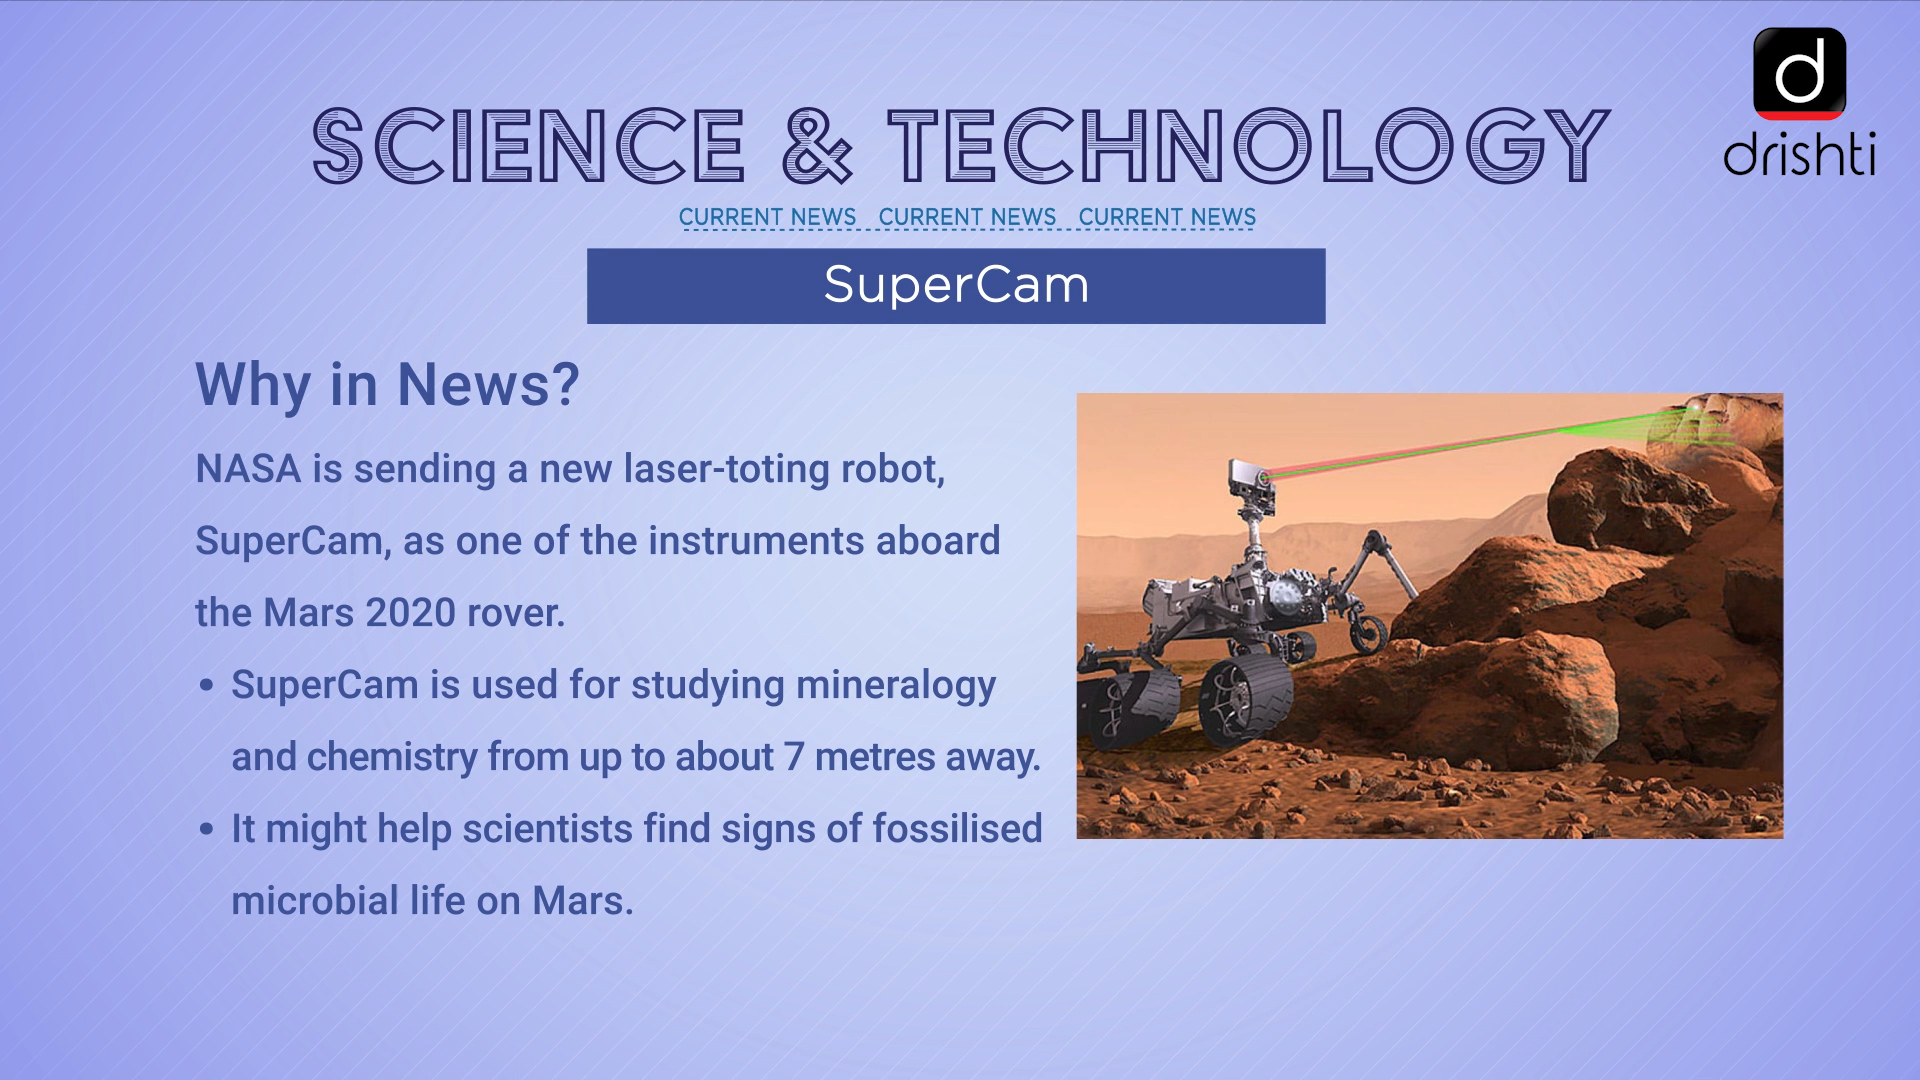 d
drishti
SCIENCE & TECHNOLOGY
CURRENT NEWS CURRENT NEWS CURRENT NEWS
SuperCam
Why in News?
NASA is sending a new laser-toting robot,
SuperCam, as one of the instruments aboard
the Mars 2020 rover.
• SuperCam is used for studying mineralogy
and chemistry from up to about 7 metres away.
• It might help scientists find signs of fossilised
microbial life on Mars.